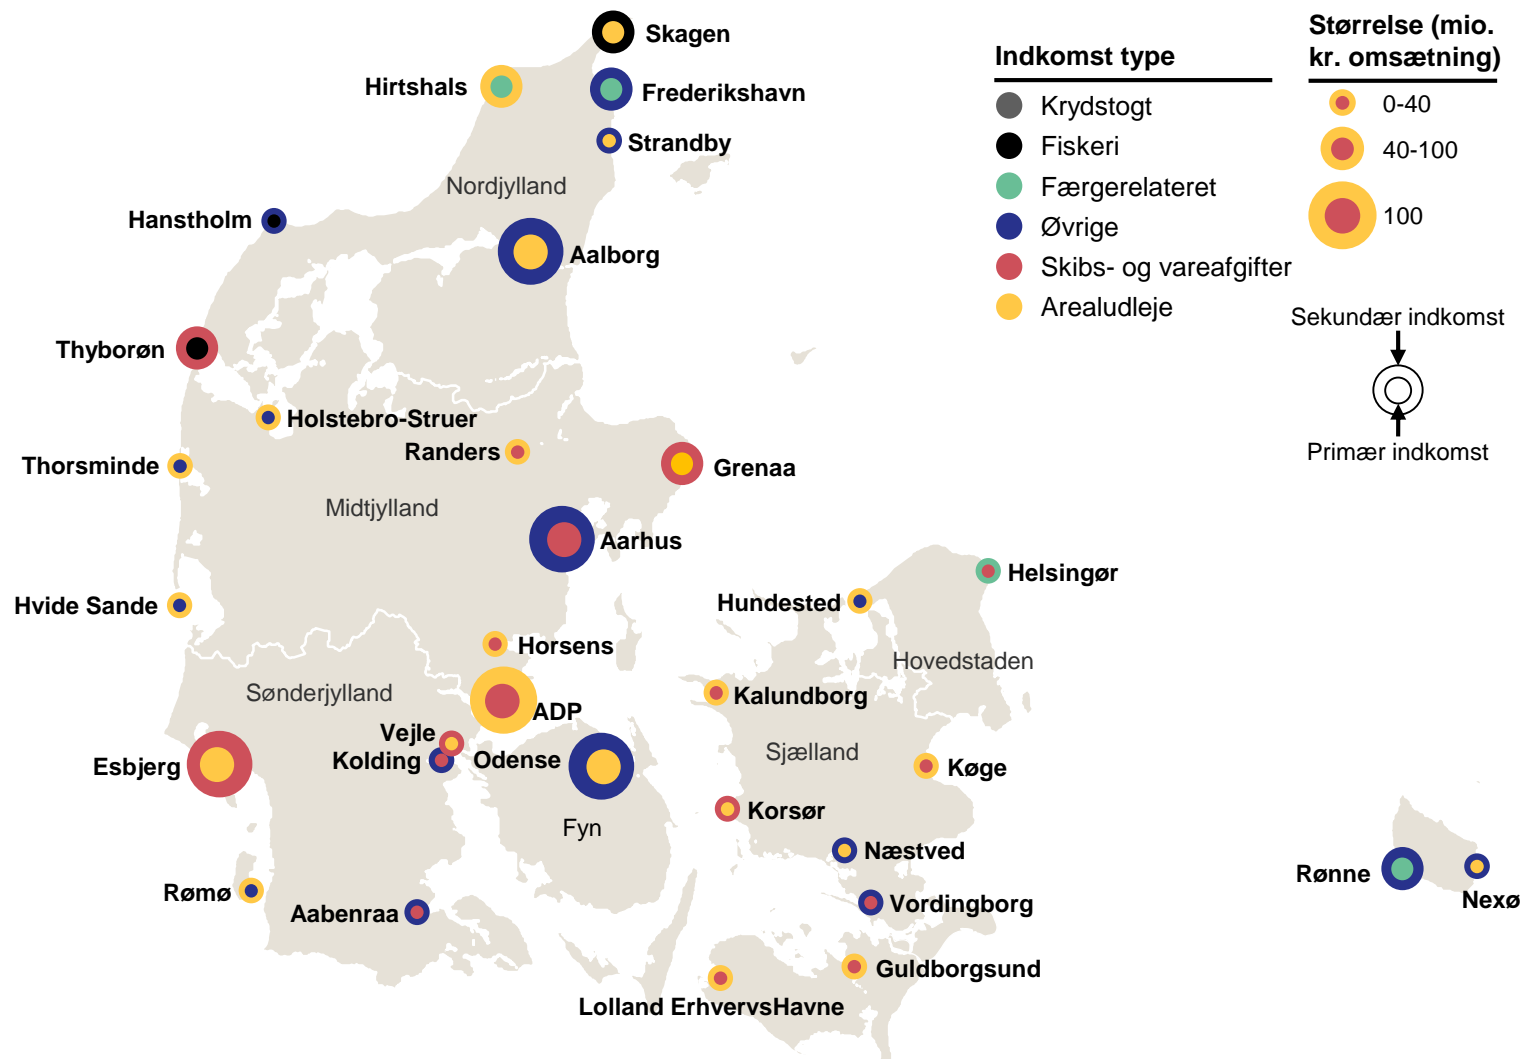 Skagen
Hirtshals
Frederikshavn
Strandby
Nordjylland
Hanstholm
Aalborg
Thyborøn
Holstebro-Struer
Randers
Thorsminde
Grenaa
Midtjylland
Aarhus
Helsingør
Hvide Sande
Hundested
Horsens
Hovedstaden
Sønderjylland
Kalundborg
ADP
Vejle
Sjælland
Esbjerg
Kolding
Odense
Køge
Korsør
Fyn
Næstved
Rønne
Rømø
Nexø
Aabenraa
Vordingborg
Guldborgsund
Lolland ErhvervsHavne
Indkomst type
Krydstogt
Fiskeri
Færgerelateret
Øvrige
Skibs- og vareafgifter
Arealudleje
Størrelse (mio.
kr. omsætning)
0-40
40-100
100
Sekundær indkomst
Primær indkomst